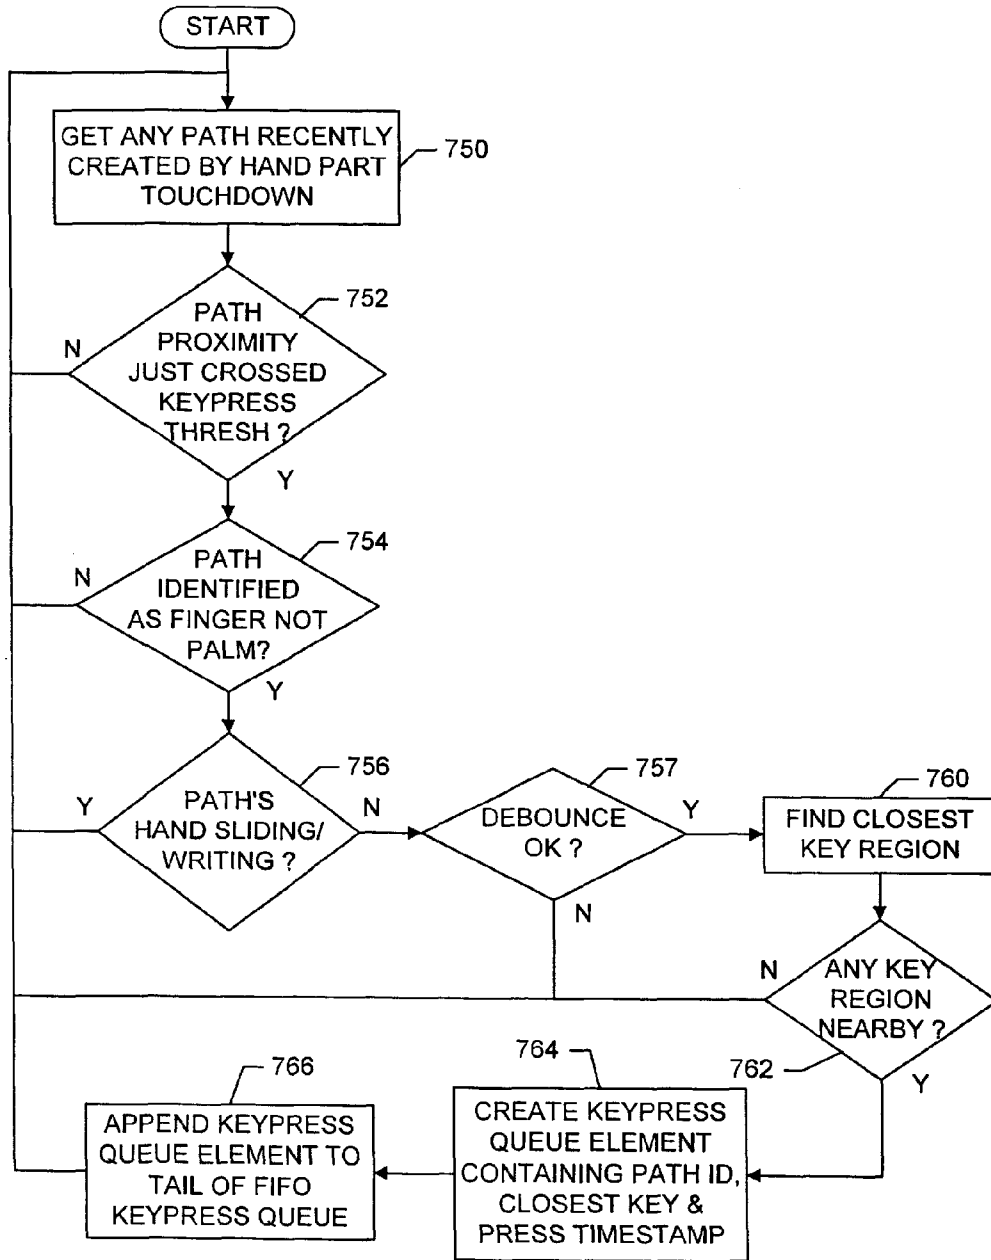 START
GET ANY PATH RECENTLY
CREATED BY HAND PART
TOUCHDOWN
750
752
PATH
PROXIMITY
JUST CROSSED
KEYPRESS
THRESH ?
N
Y
754
PATH
IDENTIFIED
AS FINGER NOT
PALM?
N
Y
756
PATH'S
HAND SLIDING/
WRITING ?
Y
N
757
DEBOUNCE
OK ?
Y
N
760
FIND CLOSEST
KEY REGION
ANY KEY
REGION
NEARBY ?
N
762
Y
764
CREATE KEYPRESS
QUEUE ELEMENT
CONTAINING PATH ID,
CLOSEST KEY &
PRESS TIMESTAMP
766
APPEND KEYPRESS
QUEUE ELEMENT TO
TAIL OF FIFO
KEYPRESS QUEUE